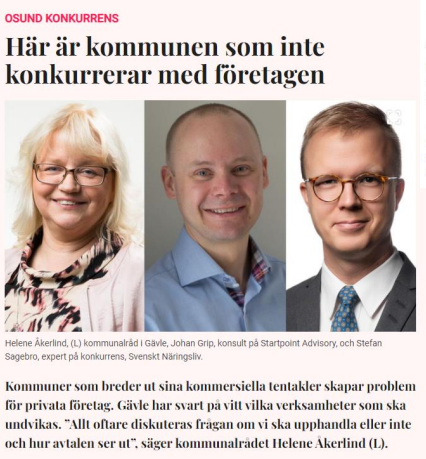 OSUND KONKURRENS
Här är kommunen som inte
konkurrerar med företagen
Helene Åkerlind, (L) kommunalråd i Gävle, Johan Grip, konsult på Startpoint Advisory, och Stefan
Sagebro, expert på konkurrens, Svenskt Näringsliv.
Kommuner som breder ut sina kommersiella tentakler skapar problem
för privata företag. Gävle har svart på vitt vilka verksamheter som ska
undvikas. ”Allt oftare diskuteras frågan om vi ska upphandla eller inte
och hur avtalen ser ut”, säger kommunalrådet Helene Åkerlind (L).